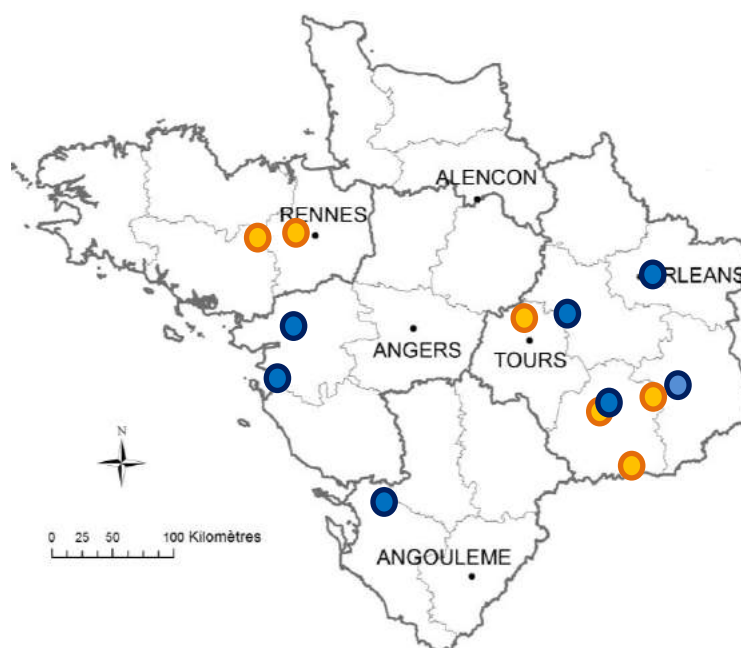 ALENCON
RENNES
RLEANS
ANGERS
TOURS
N
0 25 50 100 Kilomètres
ANGOULEME